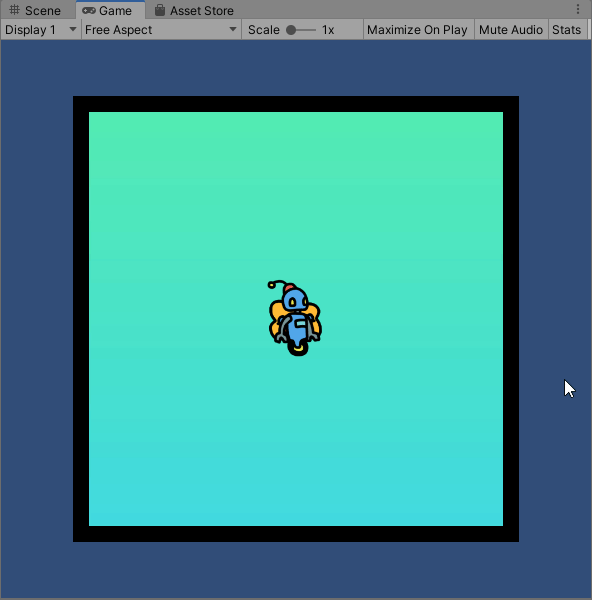 Scene Game Asset Store
Display 1 Free Aspect Scale 1x Maximize On Play Mute Audio Stats